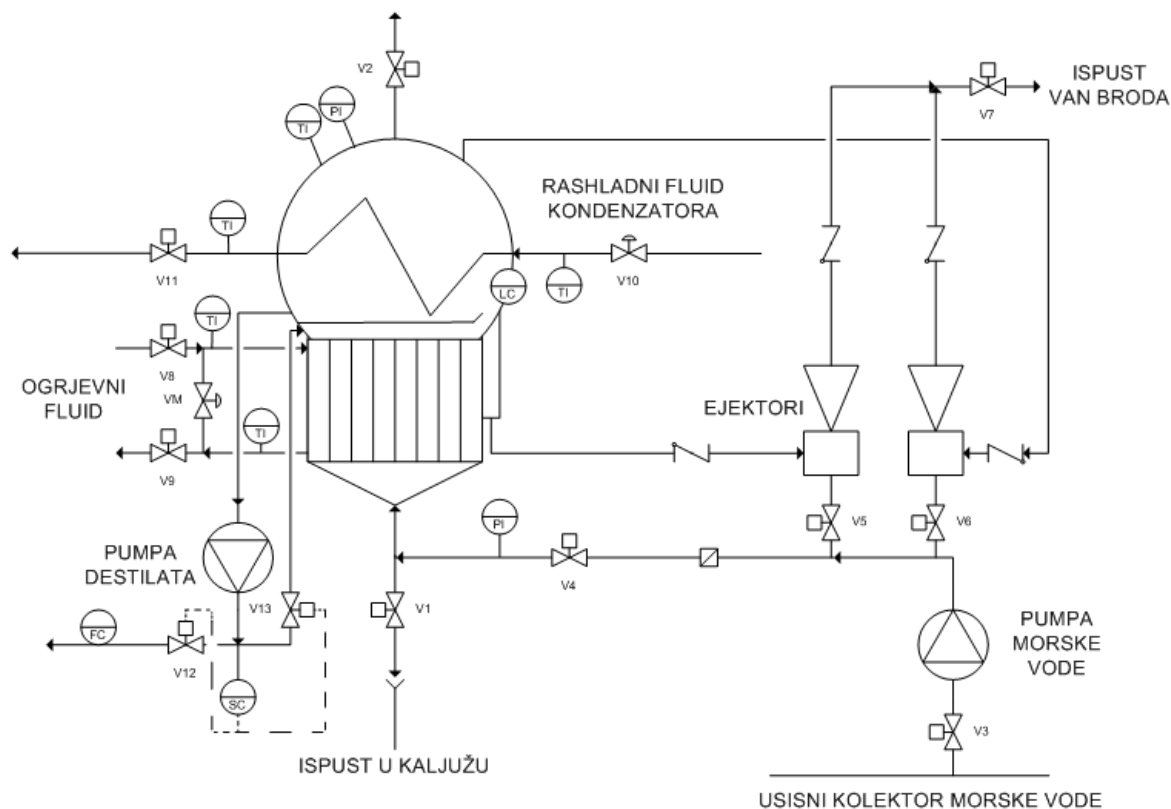 V2
PI
TI
V7
ISPUST
VAN BRODA
RASHLADNI FLUID
KONDENZATORA
TI
V11
TI
V10
LC
TI
V8
OGRJEVNI
FLUID
VM
TI
V9
EJEKTORI
PI
V5
V6
V4
PUMPA
DESTILATA
V13
V1
FC
V12
SC
PUMPA
MORSKE
VODE
V3
ISPUST U KALJUŽU
USISNI KOLEKTOR MORSKE VODE